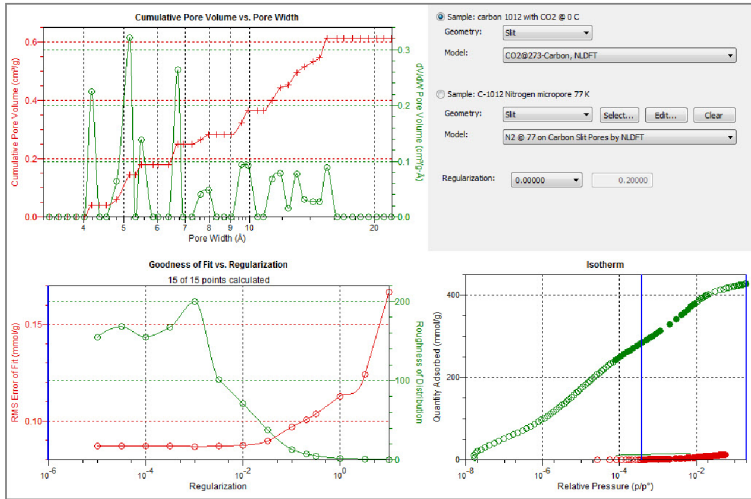 Cumulative Pore Volume vs. Pore Width
Cumulative Pore Volume (cm³/g)
0.6
0.4
0.2
0.0
dV/dW Pore Volume (cm³/g·Å)
0.3
0.2
0.1
0.0
4 5 6 7 8 9 10 20
Pore Width (Å)
Sample: carbon 1012 with CO2 @ 0 C
Geometry: Slit
Model:
CO2@273-Carbon, NLDFT
Sample: C-1012 Nitrogen micropore 77 K
Geometry: Slit Select... Edit... Clear
Model:
N2 @ 77 on Carbon Slit Pores by NLDFT
Regularization: 0.00000 0.20000
Goodness of Fit vs. Regularization
15 of 15 points calculated
RMS Error of Fit (mmol/g)
0.15
0.10
Roughness of Distribution
200
100
0
10⁻⁶ 10⁻⁴ 10⁻² 10⁰
Regularization
Isotherm
Quantity Adsorbed (mmol/g)
400
200
0
10⁻⁸ 10⁻⁶ 10⁻⁴ 10⁻²
Relative Pressure (p/p°)